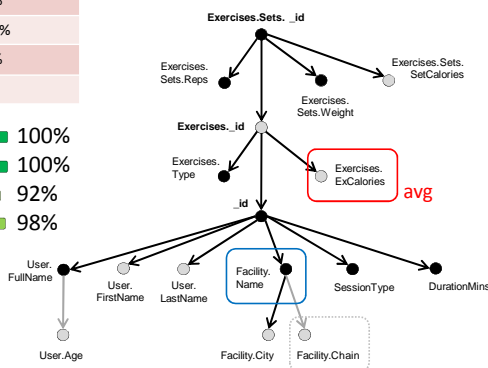 %
%
Exercises.Sets. _id
Exercises.
Sets.Reps
Exercises.
Sets.Weight
Exercises.Sets.
SetCalories
Exercises._id
100%
100%
92%
98%
Exercises.
Type
Exercises.
ExCalories
avg
_id
User.
FullName
User.
FirstName
User.
LastName
Facility.
Name
SessionType
DurationMins
User.Age
Facility.City
Facility.Chain